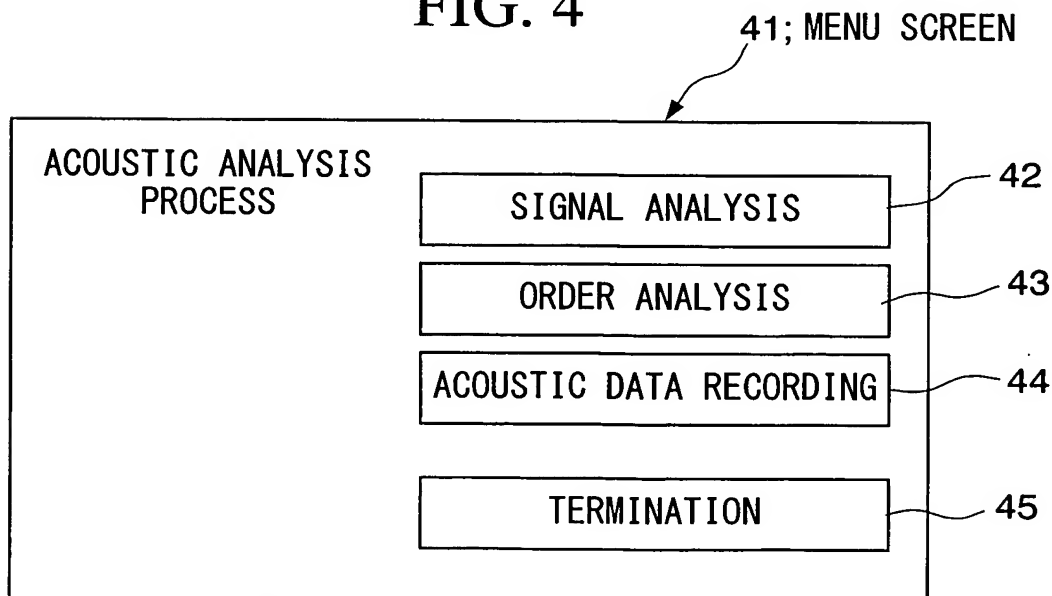 FIG. 4
41; MENU SCREEN
ACOUSTIC ANALYSIS
PROCESS
SIGNAL ANALYSIS
42
ORDER ANALYSIS
43
ACOUSTIC DATA RECORDING
44
TERMINATION
45